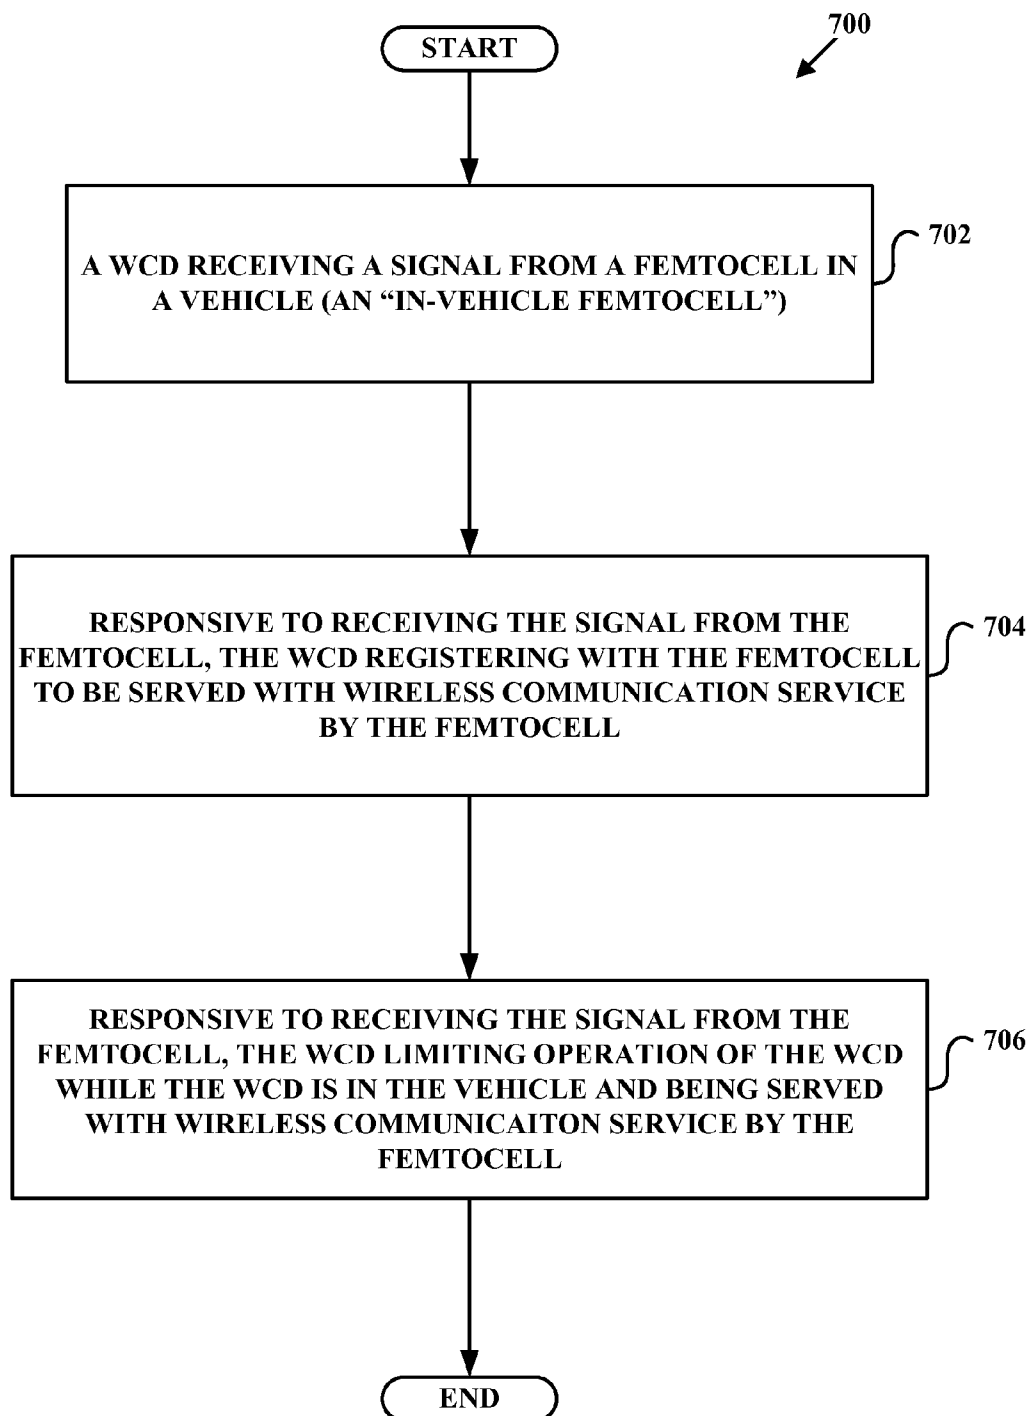 START
700
A WCD RECEIVING A SIGNAL FROM A FEMTOCELL IN
A VEHICLE (AN “IN-VEHICLE FEMTOCELL”)
702
RESPONSIVE TO RECEIVING THE SIGNAL FROM THE
FEMTOCELL, THE WCD REGISTERING WITH THE FEMTOCELL
TO BE SERVED WITH WIRELESS COMMUNICATION SERVICE
BY THE FEMTOCELL
704
RESPONSIVE TO RECEIVING THE SIGNAL FROM THE
FEMTOCELL, THE WCD LIMITING OPERATION OF THE WCD
WHILE THE WCD IS IN THE VEHICLE AND BEING SERVED
WITH WIRELESS COMMUNICAITON SERVICE BY THE
FEMTOCELL
706
END